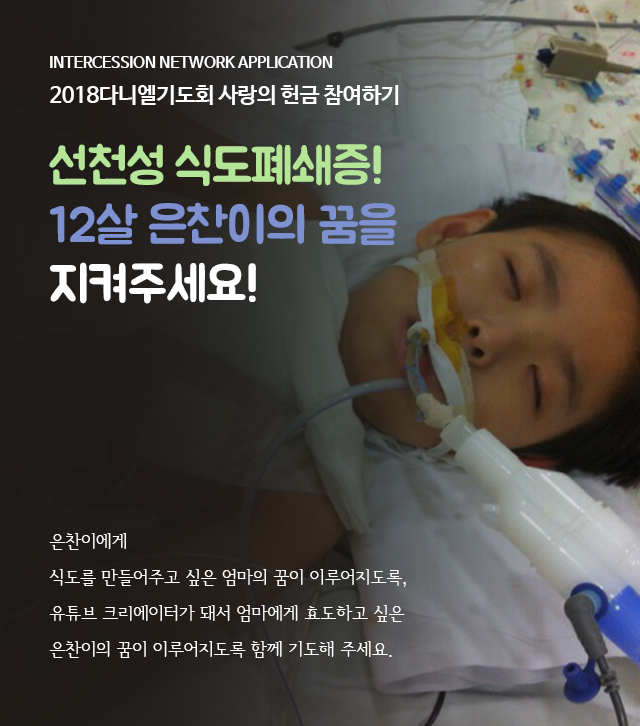 INTERCESSION NETWORK APPLICATION
2018다니엘기도회 사랑의 헌금 참여하기
선천성 식도폐쇄증!
12살 은찬이의 꿈을
지켜주세요!
은찬이에게
식도를 만들어주고 싶은 엄마의 꿈이 이루어지도록,
유튜브 크리에이터가 돼서 엄마에게 효도하고 싶은
은찬이의 꿈이 이루어지도록 함께 기도해 주세요.